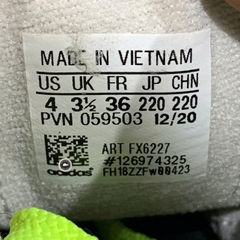 MADE IN VIETNAM
US UK FR JP CHN
4 3½ 36 220 220
PVN 059503 12/20
ART FX6227
#126974325
adidas FH18ZZFw00423